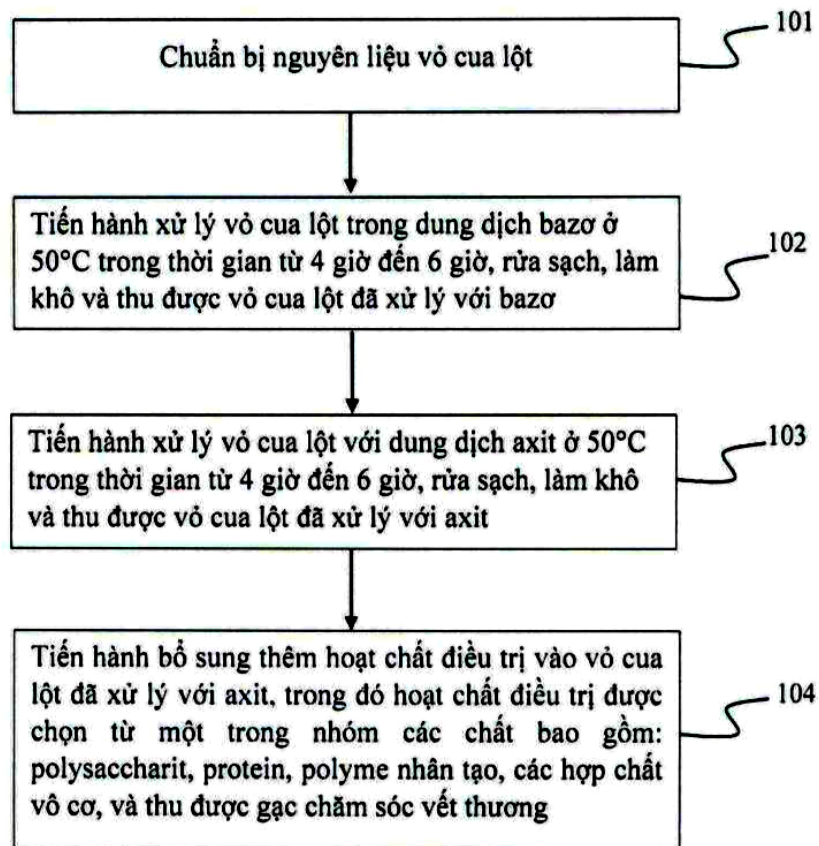 101
Chuẩn bị nguyên liệu vỏ cua lột
Tiến hành xử lý vỏ cua lột trong dung dịch bazơ ở
50°C trong thời gian từ 4 giờ đến 6 giờ, rửa sạch, làm
khô và thu được vỏ cua lột đã xử lý với bazơ
102
Tiến hành xử lý vỏ cua lột với dung dịch axit ở 50°C
trong thời gian từ 4 giờ đến 6 giờ, rửa sạch, làm khô
và thu được vỏ cua lột đã xử lý với axit
103
Tiến hành bổ sung thêm hoạt chất điều trị vào vỏ cua
lột đã xử lý với axit, trong đó hoạt chất điều trị được
chọn từ một trong nhóm các chất bao gồm:
polysaccharit, protein, polyme nhân tạo, các hợp chất
vô cơ, và thu được gạc chăm sóc vết thương
104